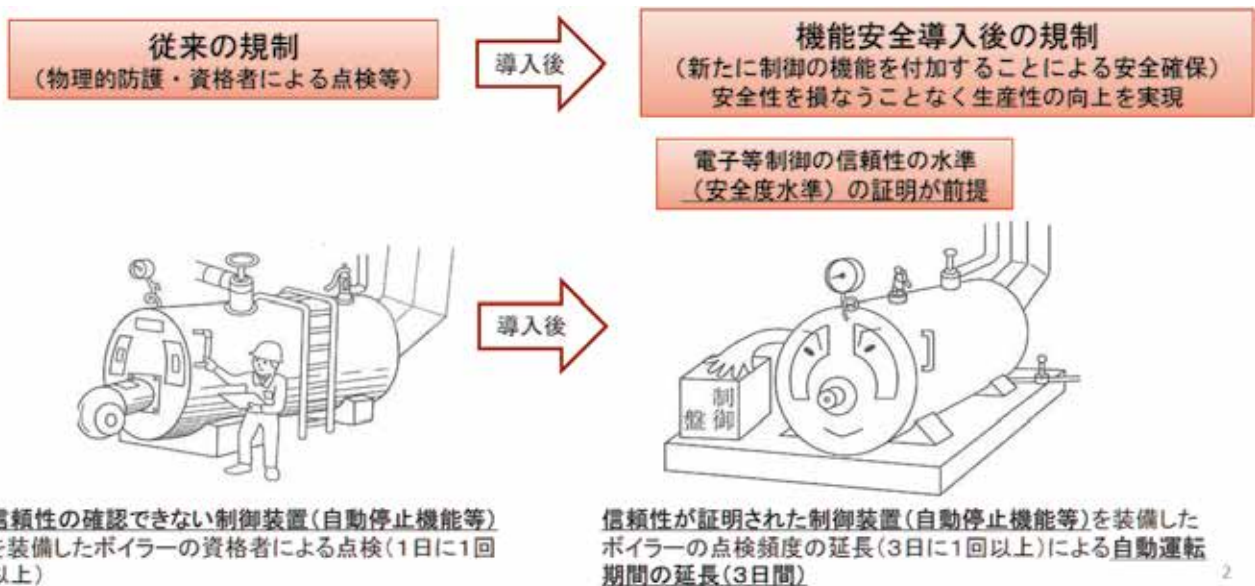 従来の規制
（物理的防護・資格者による点検等）
導入後
機能安全導入後の規制
（新たに制御の機能を付加することによる安全確保）
安全性を損なうことなく生産性の向上を実現
電子等制御の信頼性の水準
（安全度水準）の証明が前提
導入後
制御
盤
信頼性の確認できない制御装置（自動停止機能等）
を装備したボイラーの資格者による点検（1日に1回
以上）
信頼性が証明された制御装置（自動停止機能等）を装備した
ボイラーの点検頻度の延長（3日に1回以上）による自動運転
期間の延長（3日間）
2